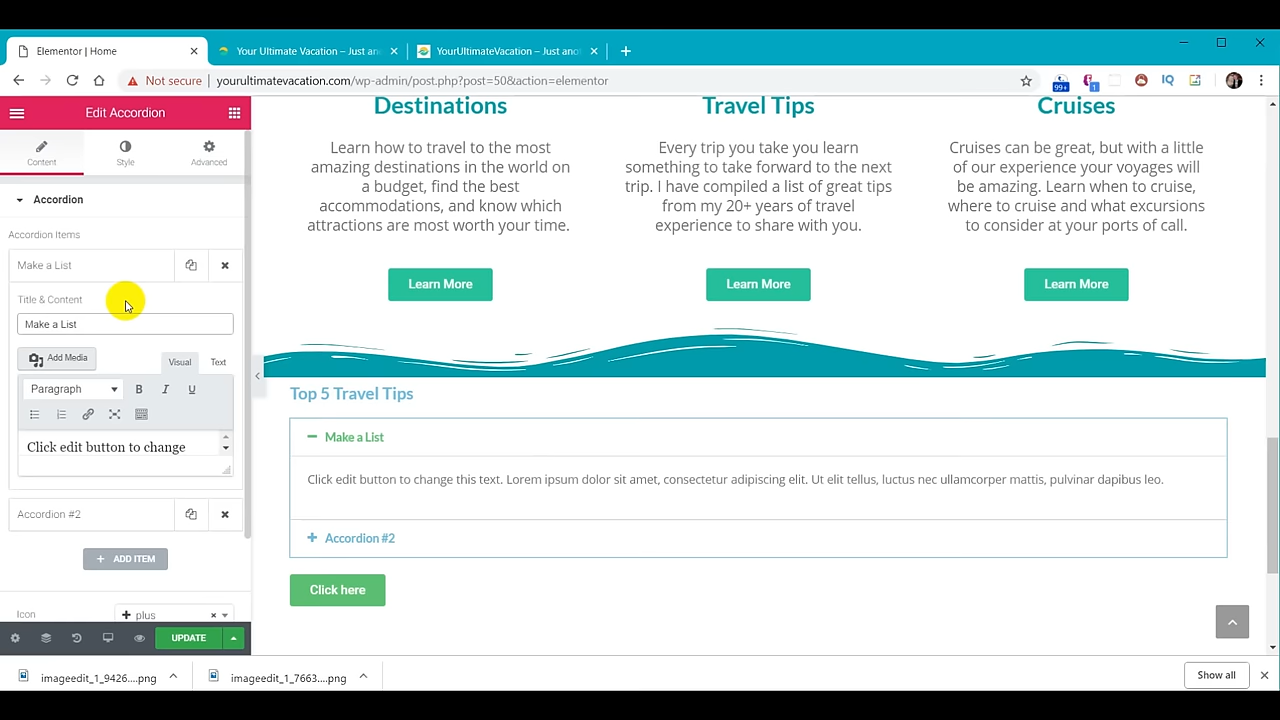 Elementor | Home
Your Ultimate Vacation – Just an
YourUltimateVacation – Just ano
Not secure
yourultimatevacation.com/wp-admin/post.php?post=50&action=elementor
99+
1
IQ
Edit Accordion
Content
Style
Advanced
Accordion
Accordion Items
Make a List
Title & Content
Make a List
Add Media
Visual
Text
Paragraph
B
I
U
Click edit button to change
Accordion #2
+ ADD ITEM
Icon
plus
UPDATE
Destinations
Learn how to travel to the most
amazing destinations in the world on
a budget, find the best
accommodations, and know which
attractions are most worth your time.
Learn More
Travel Tips
Every trip you take you learn
something to take forward to the next
trip. I have compiled a list of great tips
from my 20+ years of travel
experience to share with you.
Learn More
Cruises
Cruises can be great, but with a little
of our experience your voyages will
be amazing. Learn when to cruise,
where to cruise and what excursions
to consider at your ports of call.
Learn More
Top 5 Travel Tips
Make a List
Click edit button to change this text. Lorem ipsum dolor sit amet, consectetur adipiscing elit. Ut elit tellus, luctus nec ullamcorper mattis, pulvinar dapibus leo.
Accordion #2
Click here
imageedit_1_9426....png
imageedit_1_7663....png
Show all